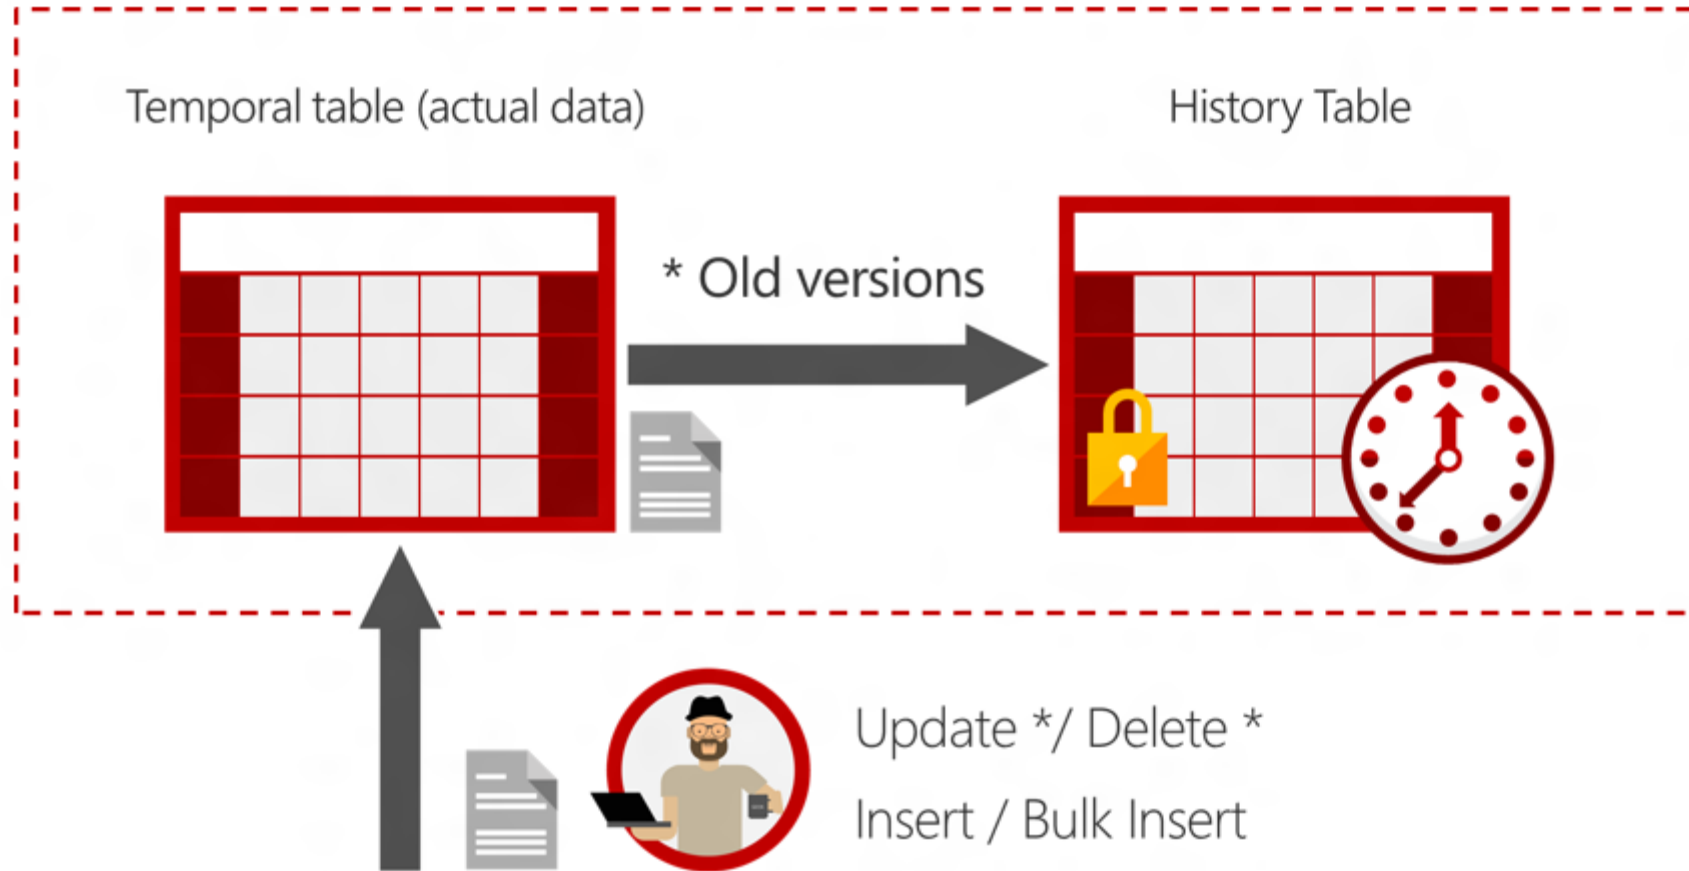 Temporal table (actual data)
History Table
* Old versions
Update */ Delete *
Insert / Bulk Insert